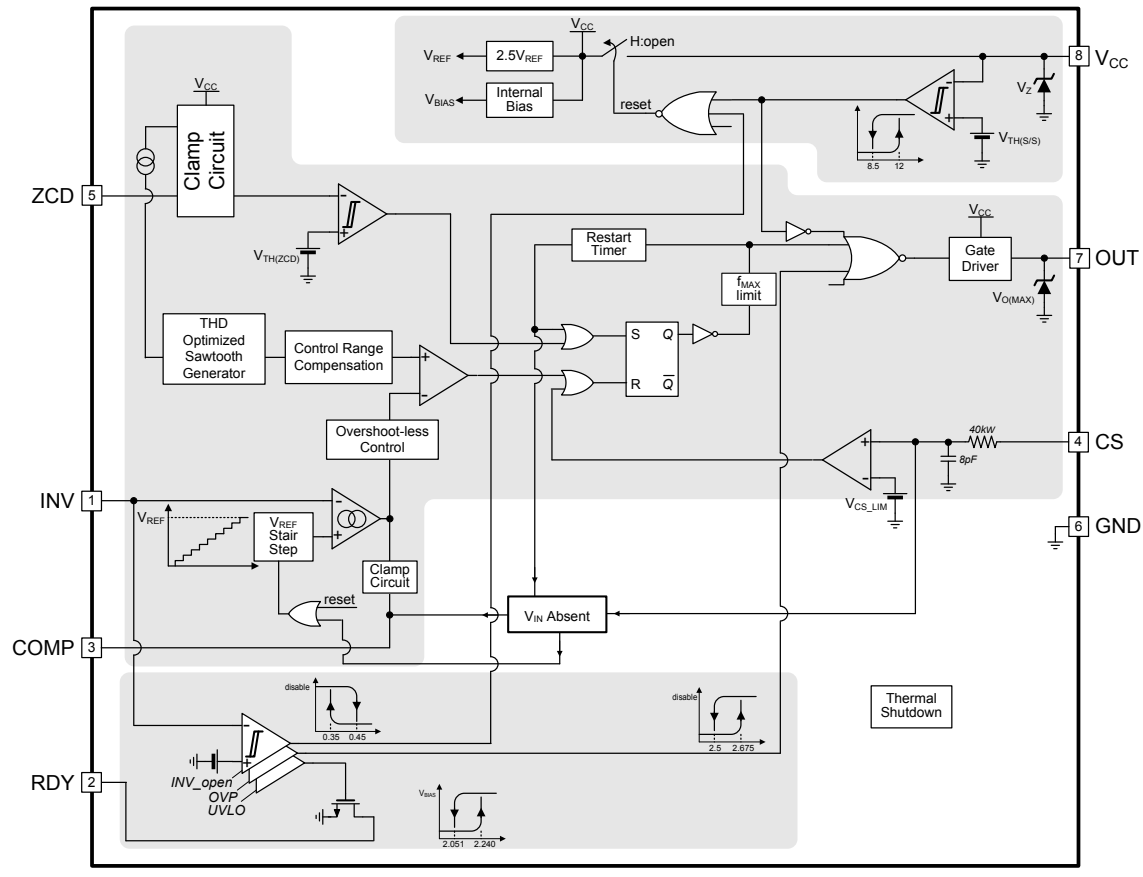 VCC
H:open
VREF
2.5VREF
VBIAS
Internal
Bias
reset
8
VCC
VZ
VTH(S/S)
8.5
12
VCC
Clamp
Circuit
ZCD
5
VTH(ZCD)
Restart
Timer
VCC
Gate
Driver
7
OUT
VO(MAX)
fMAX
limit
THD
Optimized
Sawtooth
Generator
Control Range
Compensation
S
Q
R
Q
Overshoot-less
Control
40kW
8pF
4
CS
VCS_LIM
INV
1
VREF
VREF
Stair
Step
6
GND
Clamp
Circuit
reset
VIN Absent
COMP
3
disable
0.35
0.45
disable
2.5
2.675
Thermal
Shutdown
INV_open
OVP
UVLO
RDY
2
VBIAS
2.051
2.240